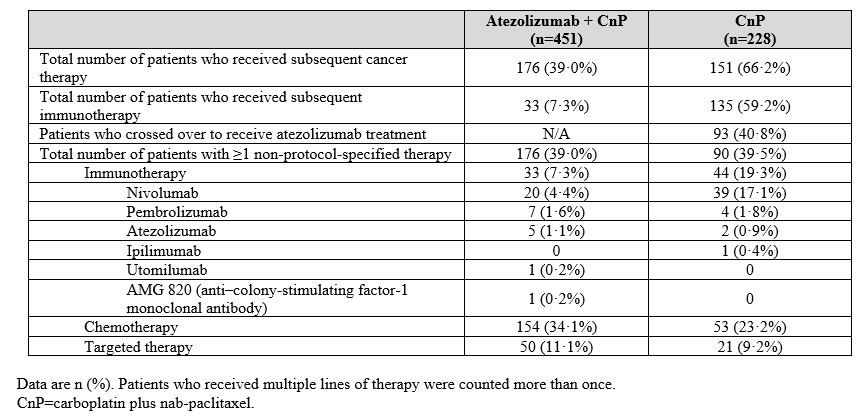 Atezolizumab + CnP CnP
(n=451) (n=228)
Total number of patients who received subsequent cancer
therapy 176 (39·0%) 151 (66·2%)
Total number of patients who received subsequent
immunotherapy 33 (7·3%) 135 (59·2%)
Patients who crossed over to receive atezolizumab treatment N/A 93 (40·8%)
Total number of patients with ≥1 non-protocol-specified therapy 176 (39·0%) 90 (39·5%)
Immunotherapy 33 (7·3%) 44 (19·3%)
Nivolumab 20 (4·4%) 39 (17·1%)
Pembrolizumab 7 (1·6%) 4 (1·8%)
Atezolizumab 5 (1·1%) 2 (0·9%)
Ipilimumab 0 1 (0·4%)
Utomilumab 1 (0·2%) 0
AMG 820 (anti–colony-stimulating factor-1
monoclonal antibody) 1 (0·2%) 0
Chemotherapy 154 (34·1%) 53 (23·2%)
Targeted therapy 50 (11·1%) 21 (9·2%)
Data are n (%). Patients who received multiple lines of therapy were counted more than once.
CnP=carboplatin plus nab-paclitaxel.